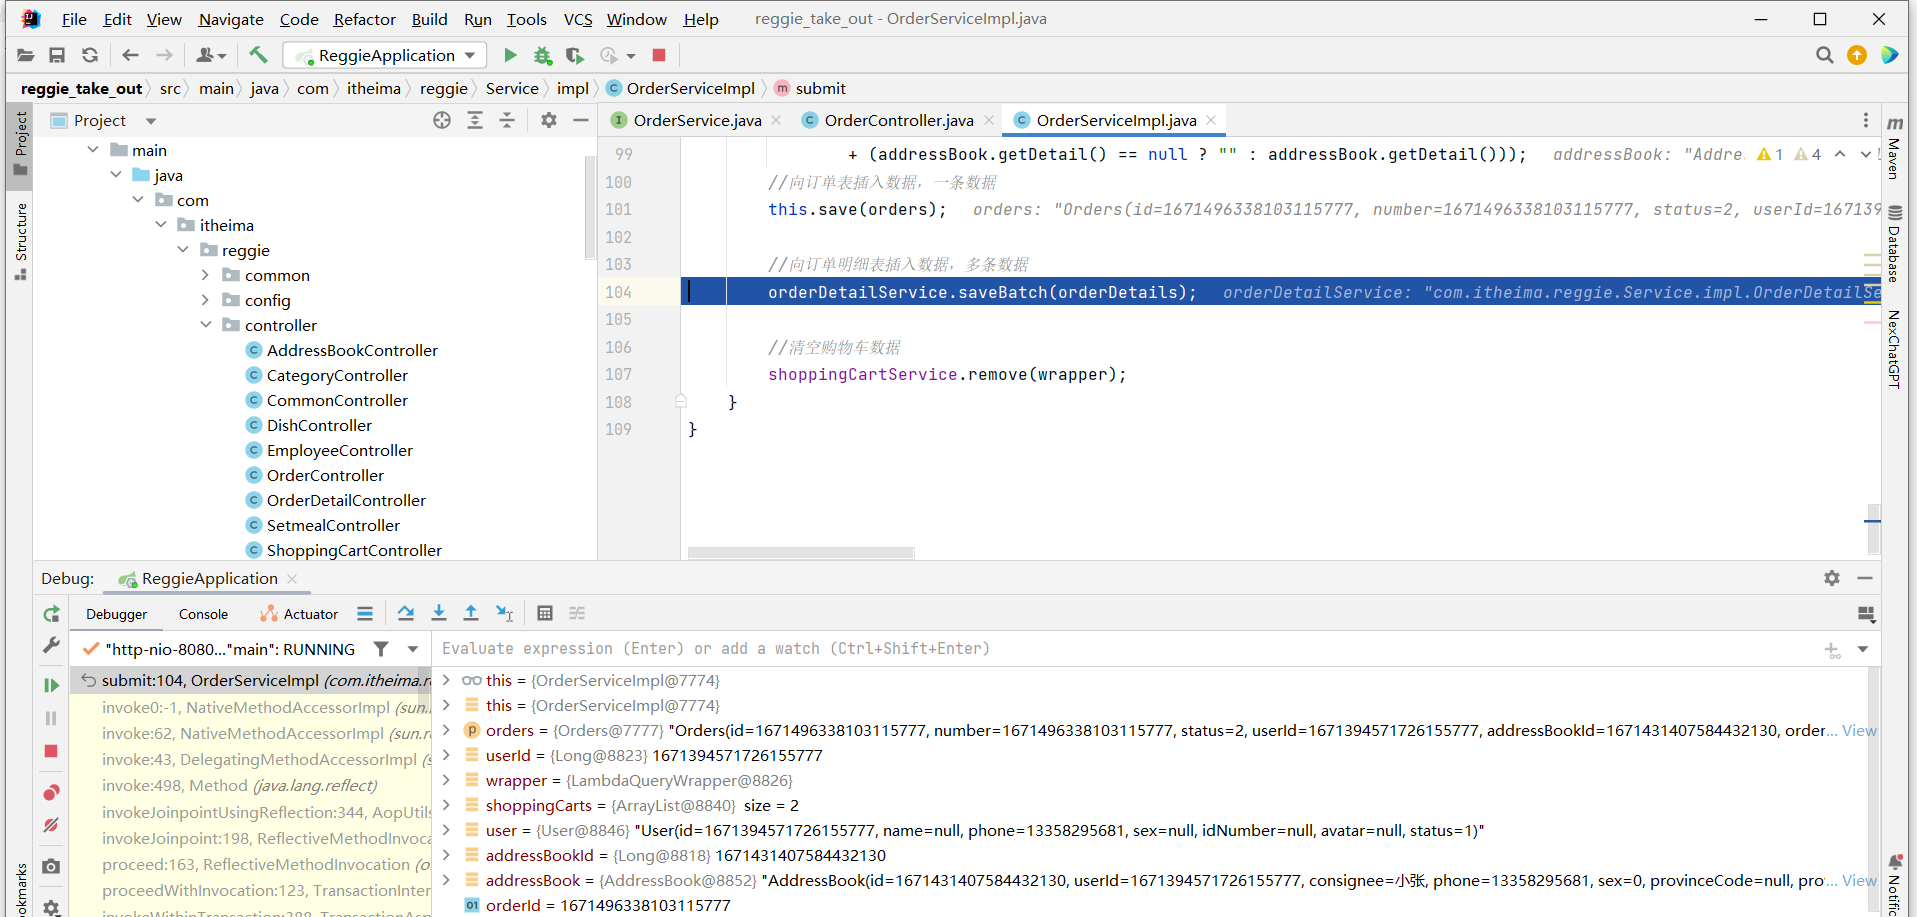 File Edit View Navigate Code Refactor Build Run Tools VCS Window Help reggie_take_out - OrderServiceImpl.java
ReggieApplication
reggie_take_out src main java com itheima reggie Service impl OrderServiceImpl submit
Project
Structure
Project
main
java
com
itheima
reggie
common
config
controller
AddressBookController
CategoryController
CommonController
DishController
EmployeeController
OrderController
OrderDetailController
SetmealController
ShoppingCartController
OrderService.java OrderController.java OrderServiceImpl.java
99 + (addressBook.getDetail() == null ? "" : addressBook.getDetail())); addressBook: "Addre 1 4
100 //向订单表插入数据，一条数据
101 this.save(orders); orders: "Orders(id=1671496338103115777, number=1671496338103115777, status=2, userId=167139
102
103 //向订单明细表插入数据，多条数据
104 orderDetailService.saveBatch(orderDetails); orderDetailService: "com.itheima.reggie.Service.impl.OrderDetailSe
105
106 //清空购物车数据
107 shoppingCartService.remove(wrapper);
108 }
109 }
Maven
Database
NexChatGPT
Notific
Debug: ReggieApplication
Debugger Console Actuator
"http-nio-8080..."main": RUNNING
submit:104, OrderServiceImpl (com.itheima.r
invoke0:-1, NativeMethodAccessorImpl (sun.
invoke:62, NativeMethodAccessorImpl (sun.r
invoke:43, DelegatingMethodAccessorImpl (s
invoke:498, Method (java.lang.reflect)
invokeJoinpointUsingReflection:344, AopUtils
invokeJoinpoint:198, ReflectiveMethodInvoca
proceed:163, ReflectiveMethodInvocation (o
proceedWithInvocation:123, TransactionInter
invokeWithinTransaction:388, TransactionAsp
Evaluate expression (Enter) or add a watch (Ctrl+Shift+Enter)
this = {OrderServiceImpl@7774}
this = {OrderServiceImpl@7774}
orders = {Orders@7777} "Orders(id=1671496338103115777, number=1671496338103115777, status=2, userId=1671394571726155777, addressBookId=1671431407584432130, order... View
userId = {Long@8823} 1671394571726155777
wrapper = {LambdaQueryWrapper@8826}
shoppingCarts = {ArrayList@8840} size = 2
user = {User@8846} "User(id=1671394571726155777, name=null, phone=13358295681, sex=null, idNumber=null, avatar=null, status=1)"
addressBookId = {Long@8818} 1671431407584432130
addressBook = {AddressBook@8852} "AddressBook(id=1671431407584432130, userId=1671394571726155777, consignee=小张, phone=13358295681, sex=0, provinceCode=null, pro... View
orderId = 1671496338103115777
okmarks